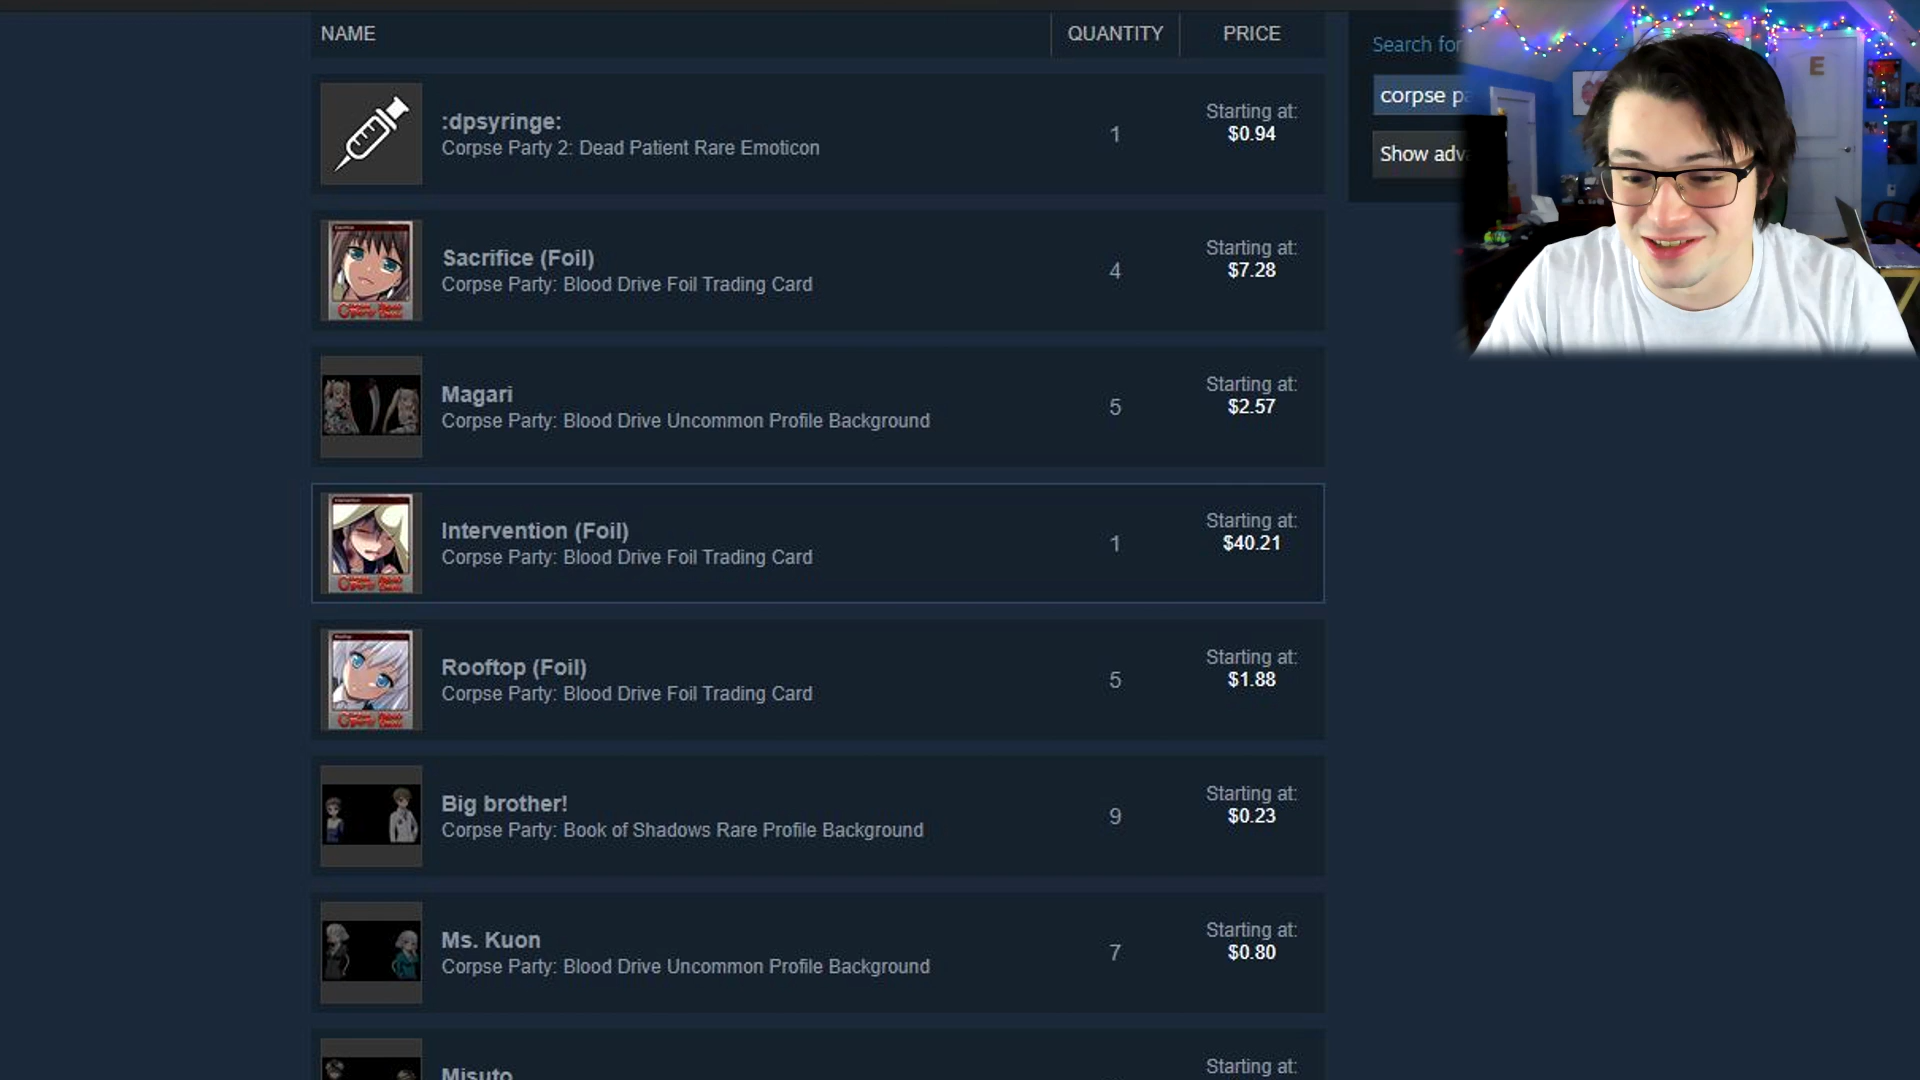 NAME QUANTITY PRICE
Search for
corpse pa
Show adva
E
:dpsyringe:
Corpse Party 2: Dead Patient Rare Emoticon
1
Starting at:
$0.94
Sacrifice (Foil)
Corpse Party: Blood Drive Foil Trading Card
4
Starting at:
$7.28
Magari
Corpse Party: Blood Drive Uncommon Profile Background
5
Starting at:
$2.57
Intervention (Foil)
Corpse Party: Blood Drive Foil Trading Card
1
Starting at:
$40.21
Rooftop (Foil)
Corpse Party: Blood Drive Foil Trading Card
5
Starting at:
$1.88
Big brother!
Corpse Party: Book of Shadows Rare Profile Background
9
Starting at:
$0.23
Ms. Kuon
Corpse Party: Blood Drive Uncommon Profile Background
7
Starting at:
$0.80
Misuto
Starting at: